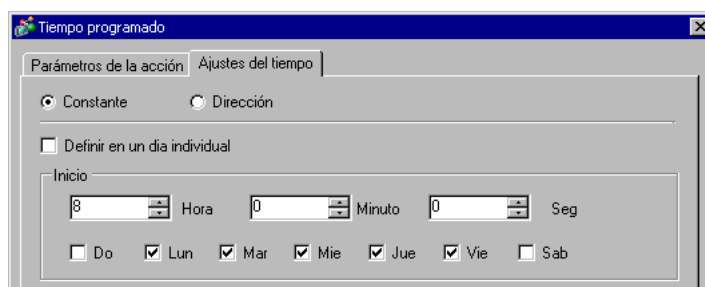 Tiempo programado
Parámetros de la acción Ajustes del tiempo
Constante Dirección
Definir en un dia individual
Inicio
8 Hora 0 Minuto 0 Seg
Do Lun Mar Mie Jue Vie Sab